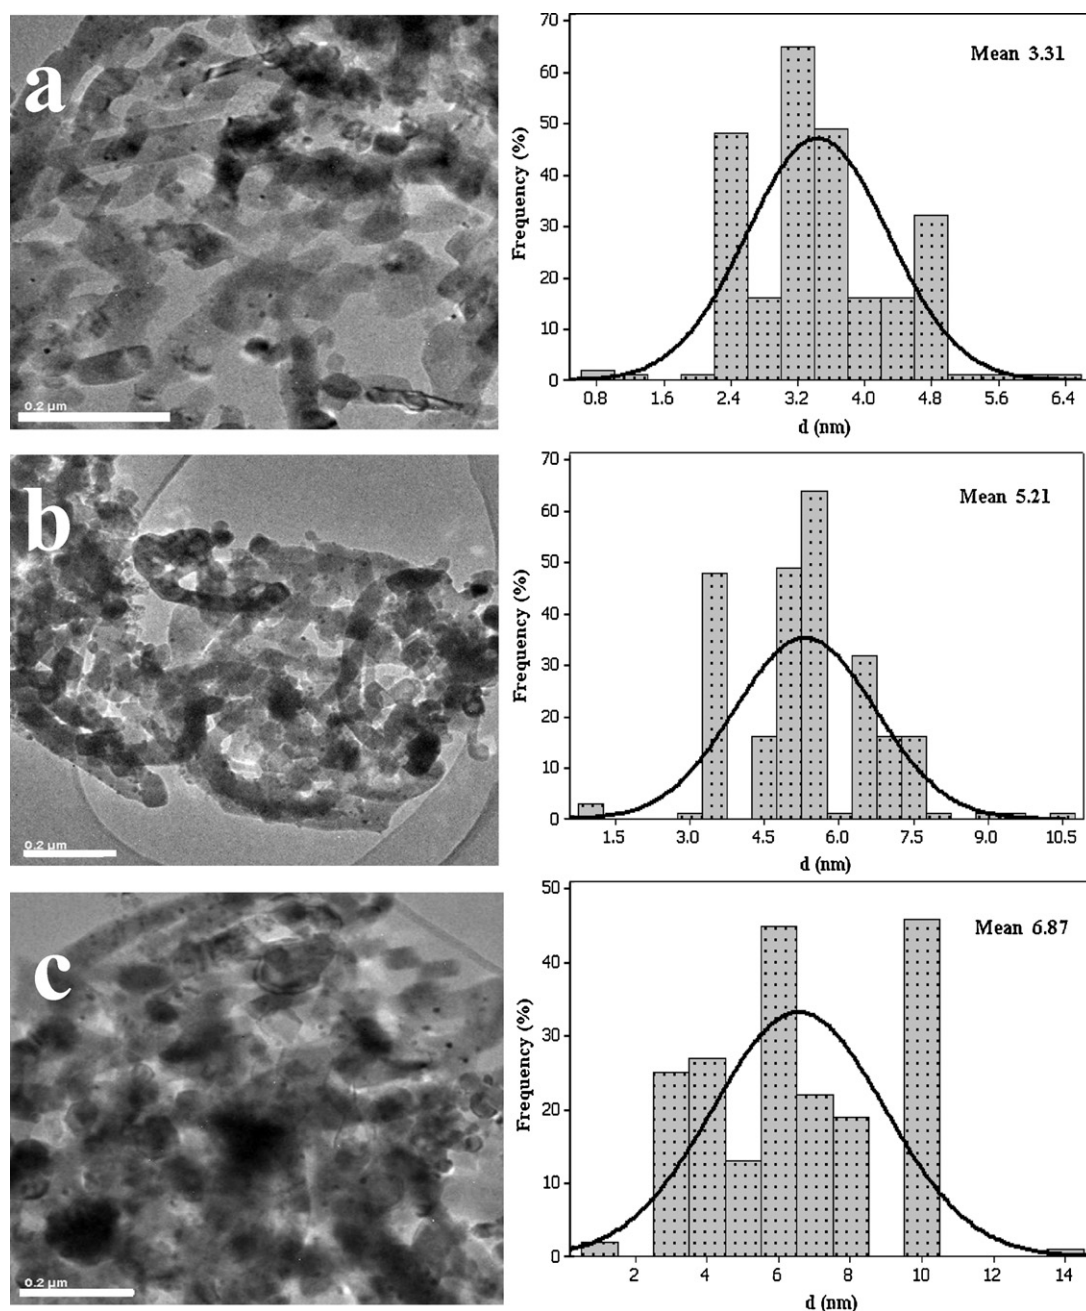 a
0.2 µm
70
60
50
40
30
20
10
0
Frequency (%)
Mean 3.31
0.8 1.6 2.4 3.2 4.0 4.8 5.6 6.4
d (nm)
b
0.2 µm
70
60
50
40
30
20
10
0
Frequency (%)
Mean 5.21
1.5 3.0 4.5 6.0 7.5 9.0 10.5
d (nm)
c
0.2 µm
50
40
30
20
10
0
Frequency (%)
Mean 6.87
2 4 6 8 10 12 14
d (nm)